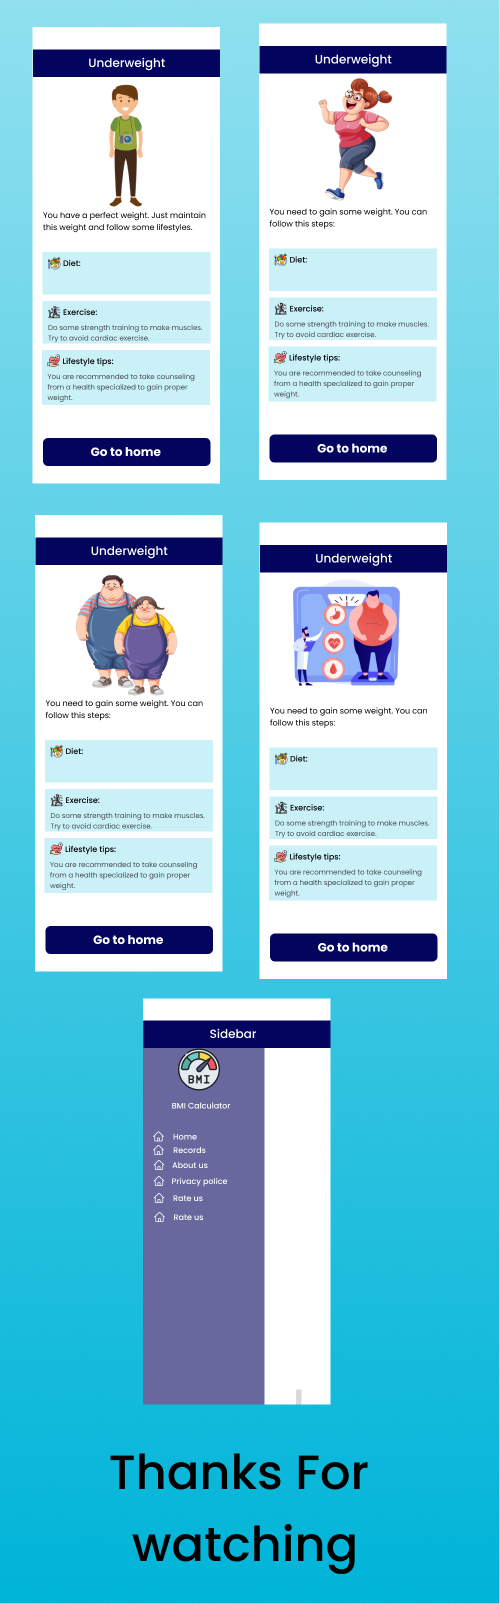 Underweight
You have a perfect weight. Just maintain
this weight and follow some lifestyles.
Diet:
Exercise:
Do some strength training to make muscles.
Try to avoid cardiac exercise.
Lifestyle tips:
You are recommended to take counseling
from a health specialized to gain proper
weight.
Go to home
Underweight
You need to gain some weight. You can
follow this steps:
Diet:
Exercise:
Do some strength training to make muscles.
Try to avoid cardiac exercise.
Lifestyle tips:
You are recommended to take counseling
from a health specialized to gain proper
weight.
Go to home
Underweight
You need to gain some weight. You can
follow this steps:
Diet:
Exercise:
Do some strength training to make muscles.
Try to avoid cardiac exercise.
Lifestyle tips:
You are recommended to take counseling
from a health specialized to gain proper
weight.
Go to home
Underweight
You need to gain some weight. You can
follow this steps:
Diet:
Exercise:
Do some strength training to make muscles.
Try to avoid cardiac exercise.
Lifestyle tips:
You are recommended to take counseling
from a health specialized to gain proper
weight.
Go to home
Sidebar
BMI
BMI Calculator
Home
Records
About us
Privacy police
Rate us
Rate us
Thanks For
watching